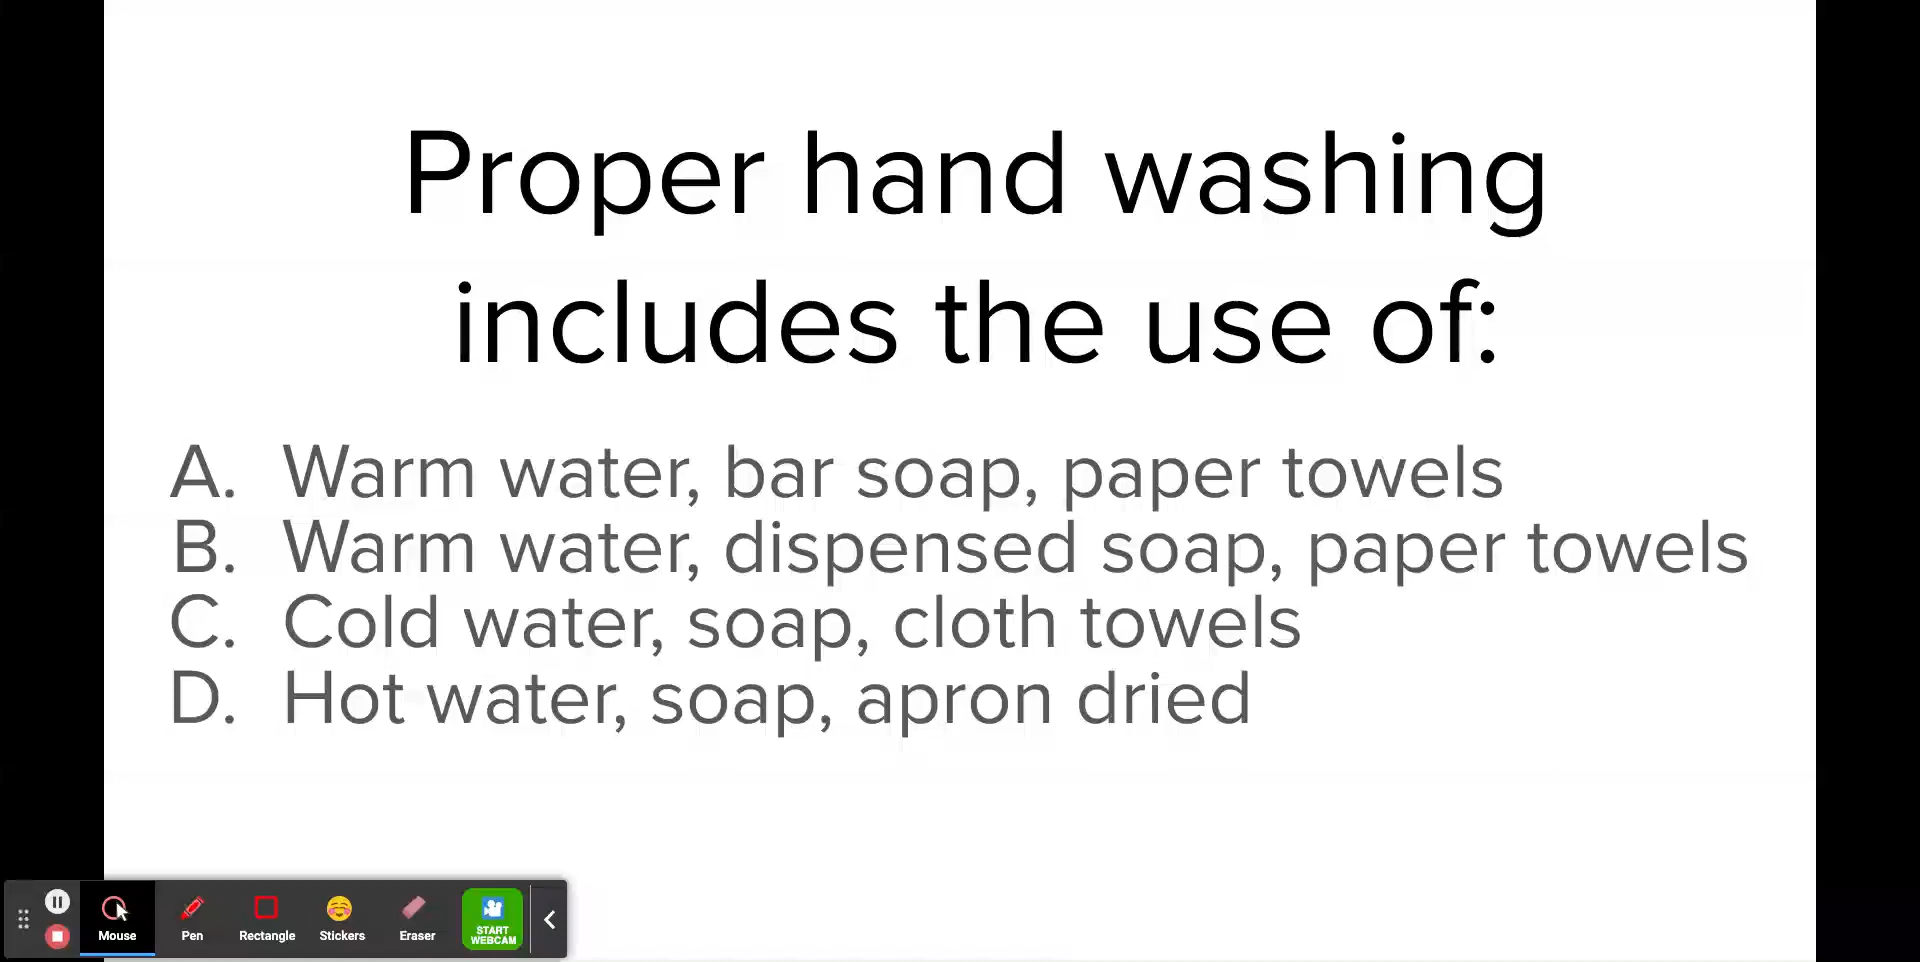 Proper hand washing
includes the use of:
A. Warm water, bar soap, paper towels
B. Warm water, dispensed soap, paper towels
C. Cold water, soap, cloth towels
D. Hot water, soap, apron dried
Mouse Pen Rectangle Stickers Eraser START
WEBCAM